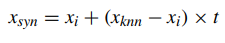 x_syn = x_i + (x_knn − x_i) × t